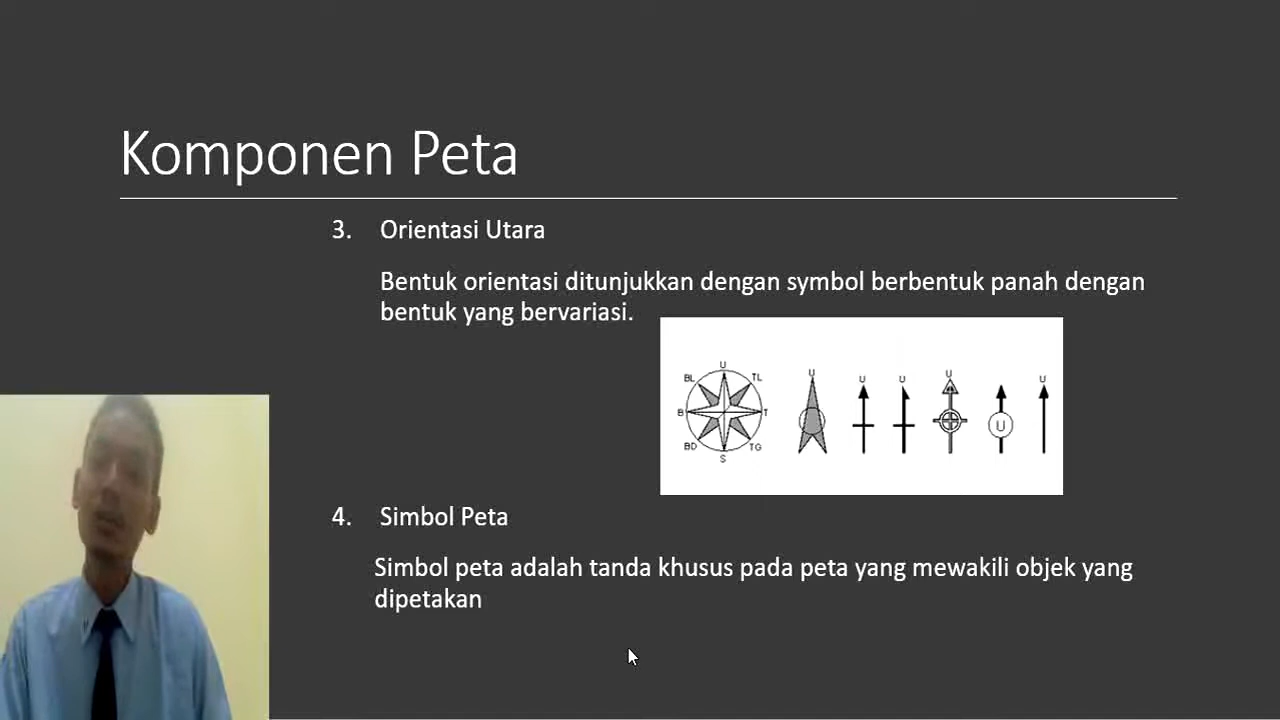 Komponen Peta
3. Orientasi Utara
Bentuk orientasi ditunjukkan dengan symbol berbentuk panah dengan
bentuk yang bervariasi.
U
BL TL
B T
BD TG
S
U
U
U
U
U
U
4. Simbol Peta
Simbol peta adalah tanda khusus pada peta yang mewakili objek yang
dipetakan